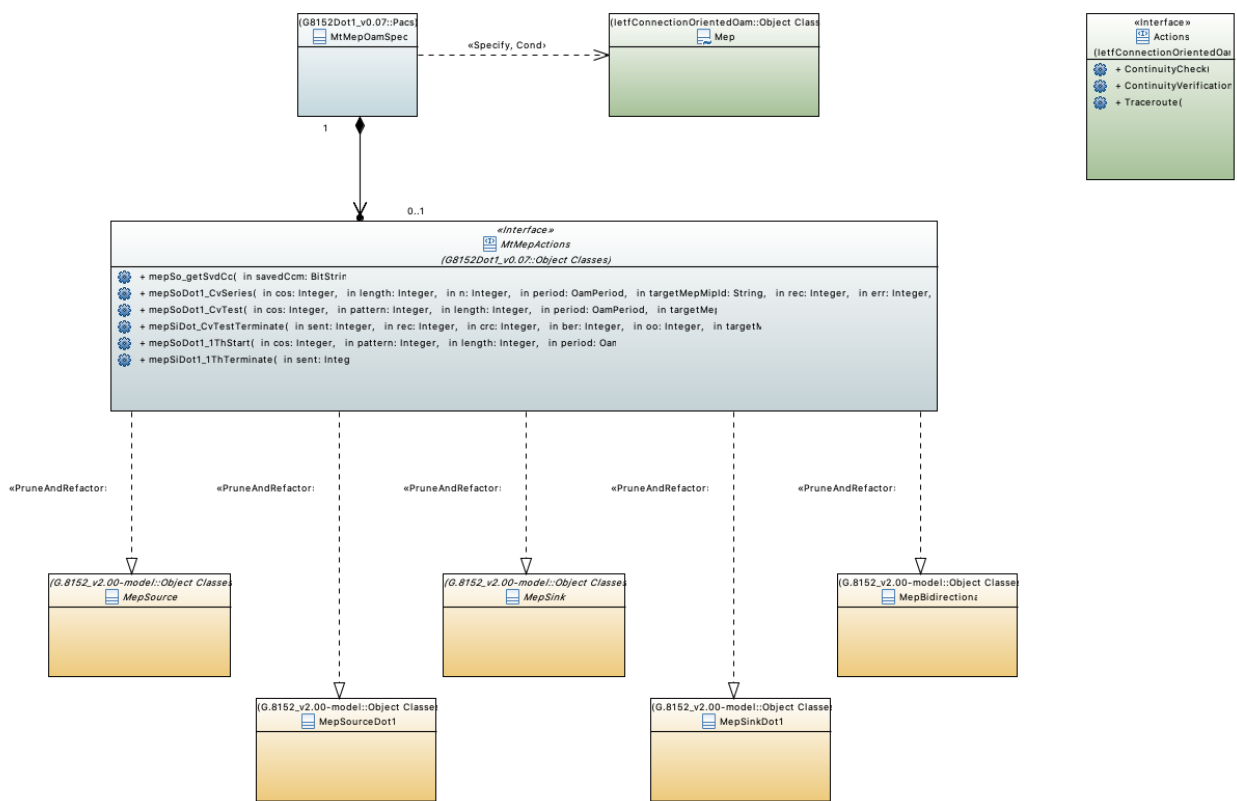 (G8152Dot1_v0.07::Pacs)
MtMepOamSpec
«Specify, Cond»
(IetfConnectionOrientedOam::Object Class
Mep
«Interface»
Actions
(IetfConnectionOrientedOam
+ ContinuityCheck(
+ ContinuityVerification
+ Traceroute(
1
0..1
«Interface»
MtMepActions
(G8152Dot1_v0.07::Object Classes)
+ mepSo_getSvdCc( in savedCcm: BitStrin
+ mepSoDot1_CvSeries( in cos: Integer, in length: Integer, in n: Integer, in period: OamPeriod, in targetMepMipId: String, in rec: Integer, in err: Integer,
+ mepSoDot1_CvTest( in cos: Integer, in pattern: Integer, in length: Integer, in period: OamPeriod, in targetMep
+ mepSiDot_CvTestTerminate( in sent: Integer, in rec: Integer, in crc: Integer, in ber: Integer, in oo: Integer, in targetM
+ mepSoDot1_1ThStart( in cos: Integer, in pattern: Integer, in length: Integer, in period: Oam
+ mepSiDot1_1ThTerminate( in sent: Integ
«PruneAndRefactor: «PruneAndRefactor: «PruneAndRefactor: «PruneAndRefactor: «PruneAndRefactor:
(G.8152_v2.00-model::Object Classes
MepSource
(G.8152_v2.00-model::Object Classes
MepSink
(G.8152_v2.00-model::Object Classes
MepBidirectiona
(G.8152_v2.00-model::Object Classes
MepSourceDot1
(G.8152_v2.00-model::Object Classes
MepSinkDot1